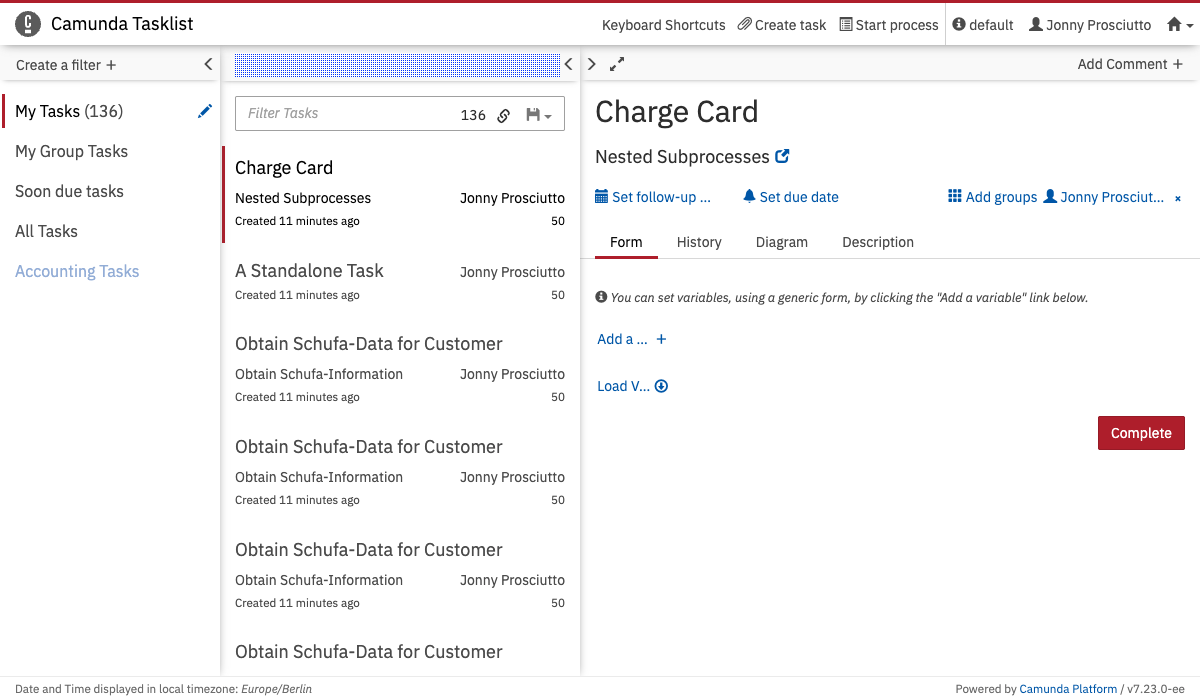 Camunda Tasklist
Keyboard Shortcuts Create task Start process default Jonny Prosciutto
Create a filter +
Add Comment +
My Tasks (136)
My Group Tasks
Soon due tasks
All Tasks
Accounting Tasks
Filter Tasks 136
Charge Card
Nested Subprocesses Jonny Prosciutto
Created 11 minutes ago 50
A Standalone Task Jonny Prosciutto
Created 11 minutes ago 50
Obtain Schufa-Data for Customer
Obtain Schufa-Information Jonny Prosciutto
Created 11 minutes ago 50
Obtain Schufa-Data for Customer
Obtain Schufa-Information Jonny Prosciutto
Created 11 minutes ago 50
Obtain Schufa-Data for Customer
Obtain Schufa-Information Jonny Prosciutto
Created 11 minutes ago 50
Obtain Schufa-Data for Customer
Charge Card
Nested Subprocesses
Set follow-up ... Set due date Add groups Jonny Prosciut... ×
Form History Diagram Description
You can set variables, using a generic form, by clicking the "Add a variable" link below.
Add a ... +
Load V...
Complete
Date and Time displayed in local timezone: Europe/Berlin
Powered by Camunda Platform / v7.23.0-ee